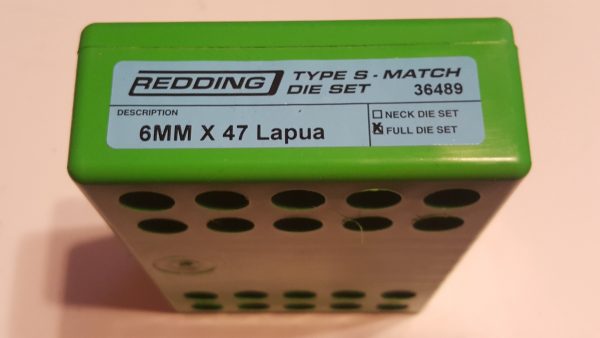 REDDING TYPE S - MATCH
DIE SET 36489
DESCRIPTION
6MM X 47 Lapua
NECK DIE SET
FULL DIE SET